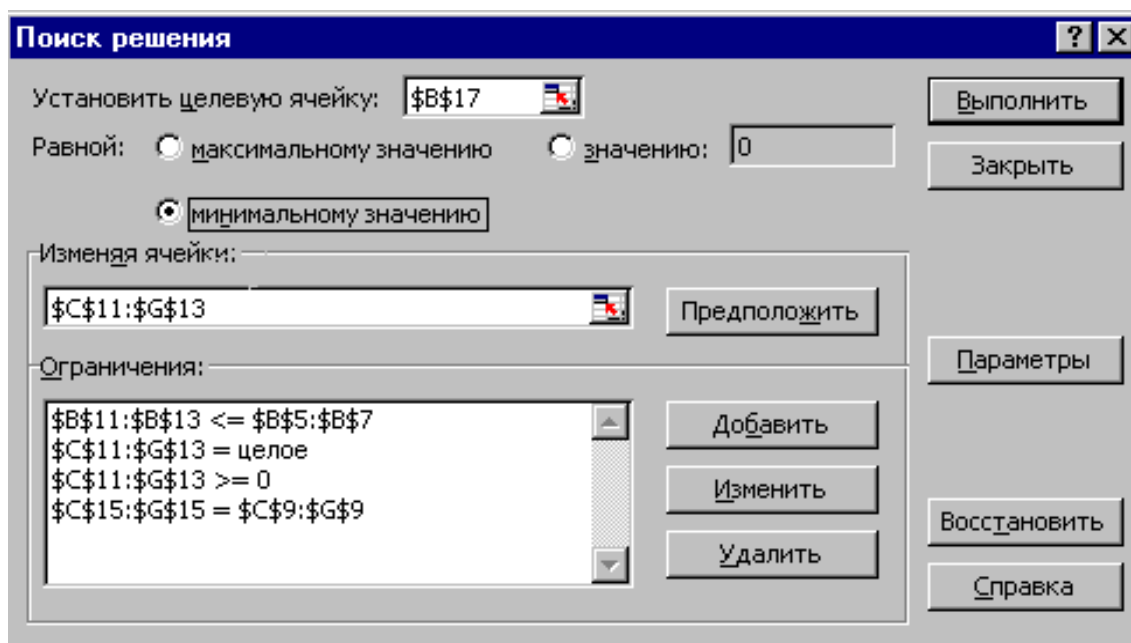 Поиск решения
Установить целевую ячейку: $B$17
Выполнить
Равной: максимальному значению значению: 0
Закрыть
минимальному значению
Изменяя ячейки:
$C$11:$G$13
Предположить
Параметры
Ограничения:
$B$11:$B$13 <= $B$5:$B$7
$C$11:$G$13 = целое
$C$11:$G$13 >= 0
$C$15:$G$15 = $C$9:$G$9
Добавить
Изменить
Удалить
Восстановить
Справка